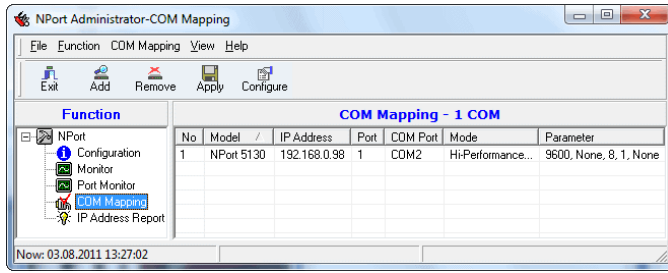 NPort Administrator-COM Mapping
File Function COM Mapping View Help
Exit Add Remove Apply Configure
Function
COM Mapping - 1 COM
NPort
Configuration
Monitor
Port Monitor
COM Mapping
IP Address Report
No Model / IP Address Port COM Port Mode Parameter
1 NPort 5130 192.168.0.98 1 COM2 Hi-Performance... 9600, None, 8, 1, None
Now: 03.08.2011 13:27:02